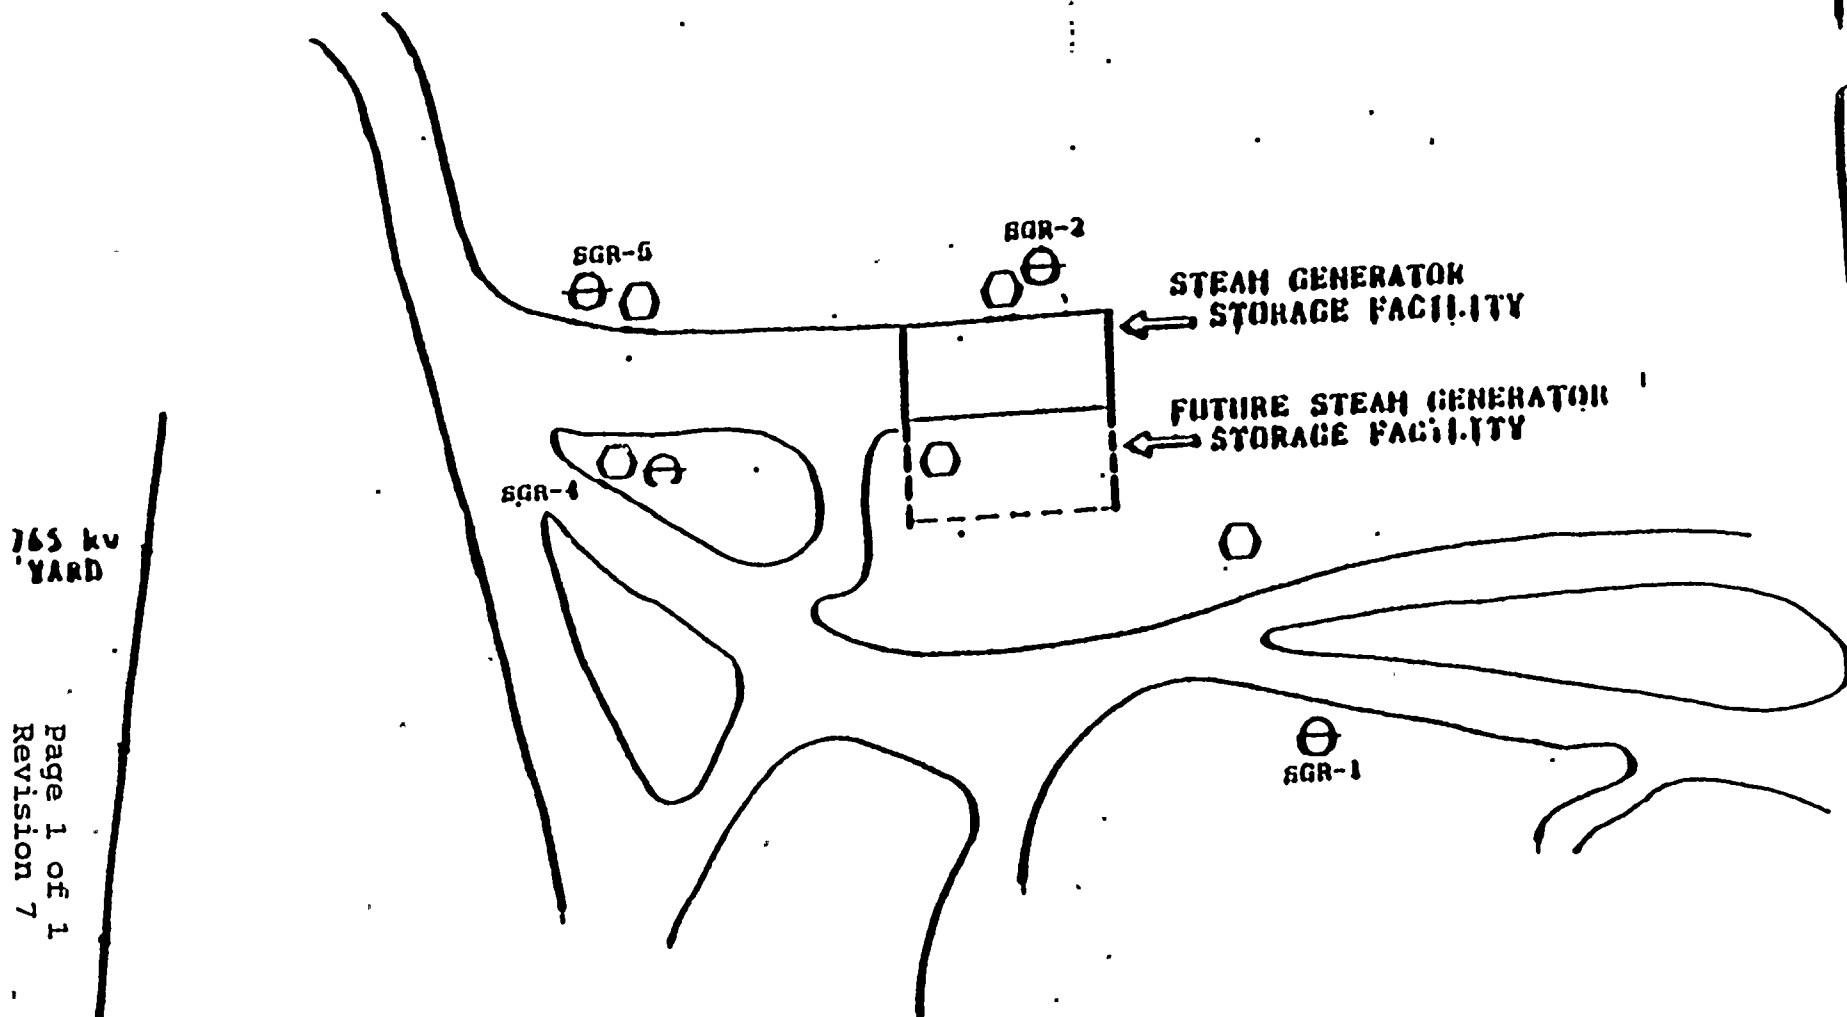 SGR-2
SGR-5
STEAM GENERATOR
STORAGE FACILITY
FUTURE STEAM GENERATOR
STORAGE FACILITY
SGR-4
765 kv
YARD
SGR-1
Page 1 of 1
Revision 7